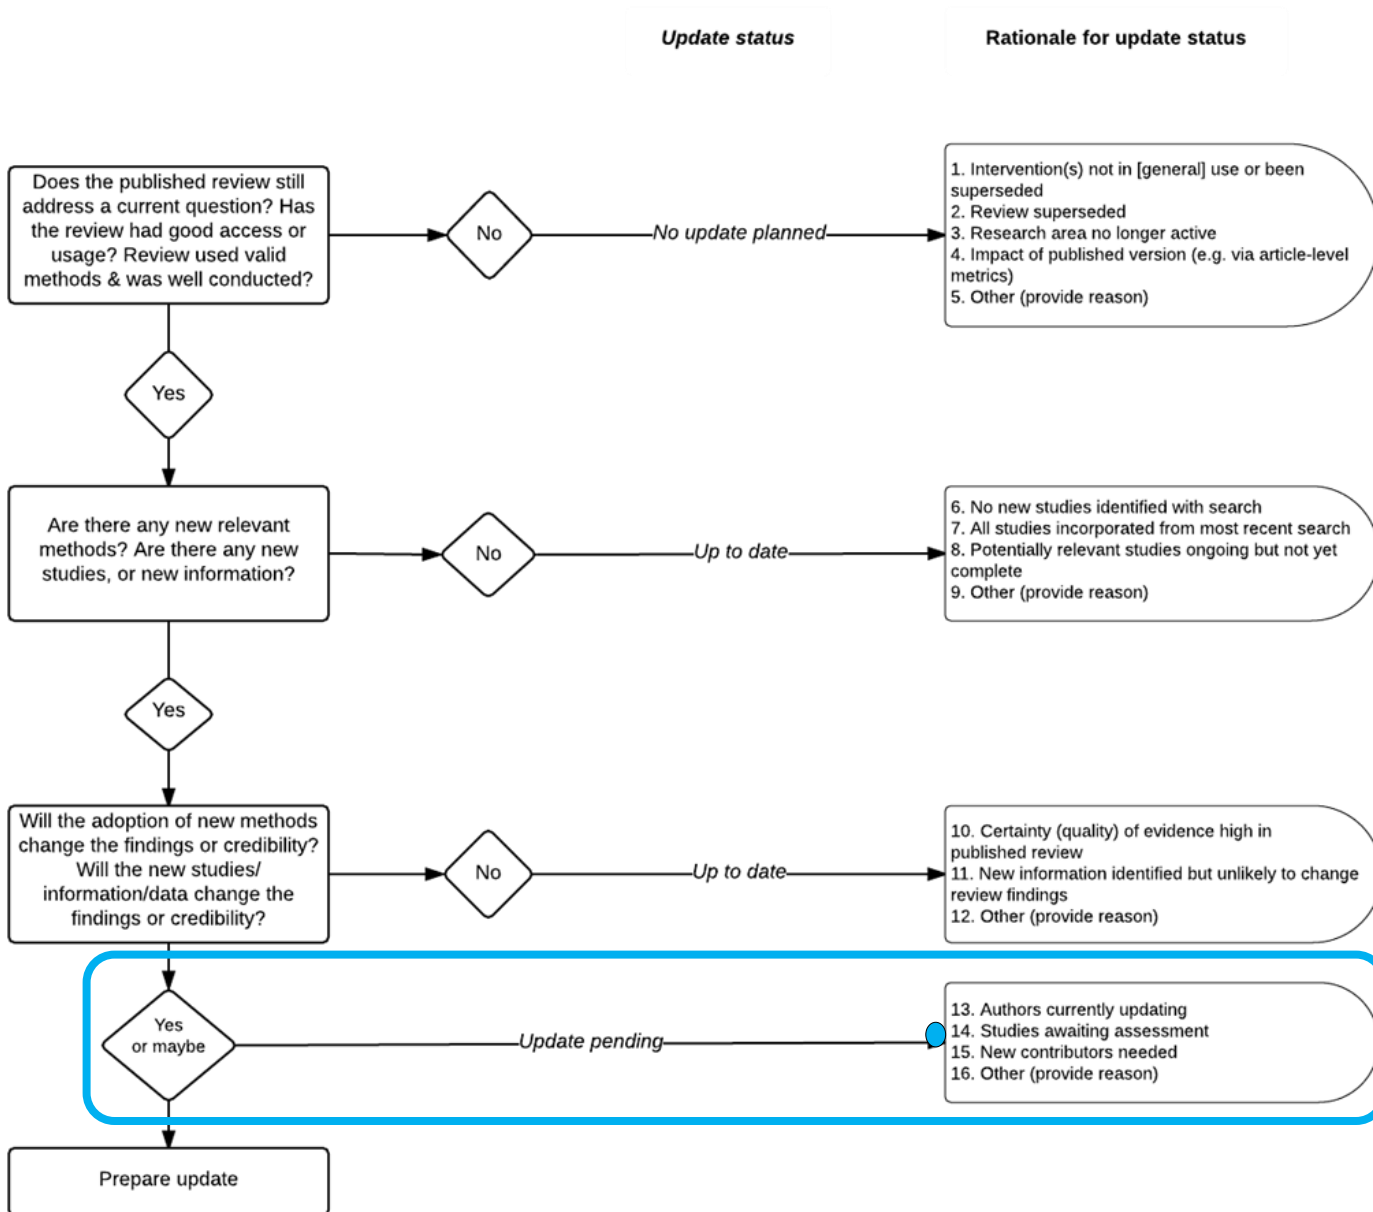 Update status
Rationale for update status
Does the published review still
address a current question? Has
the review had good access or
usage? Review used valid
methods & was well conducted?
No
No update planned
1. Intervention(s) not in [general] use or been
superseded
2. Review superseded
3. Research area no longer active
4. Impact of published version (e.g. via article-level
metrics)
5. Other (provide reason)
Yes
Are there any new relevant
methods? Are there any new
studies, or new information?
No
Up to date
6. No new studies identified with search
7. All studies incorporated from most recent search
8. Potentially relevant studies ongoing but not yet
complete
9. Other (provide reason)
Yes
Will the adoption of new methods
change the findings or credibility?
Will the new studies/
information/data change the
findings or credibility?
No
Up to date
10. Certainty (quality) of evidence high in
published review
11. New information identified but unlikely to change
review findings
12. Other (provide reason)
Yes
or maybe
Update pending
13. Authors currently updating
14. Studies awaiting assessment
15. New contributors needed
16. Other (provide reason)
Prepare update